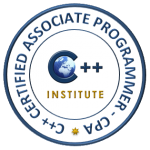 C++ CERTIFIED ASSOCIATE PROGRAMMER - CPA
C++
INSTITUTE